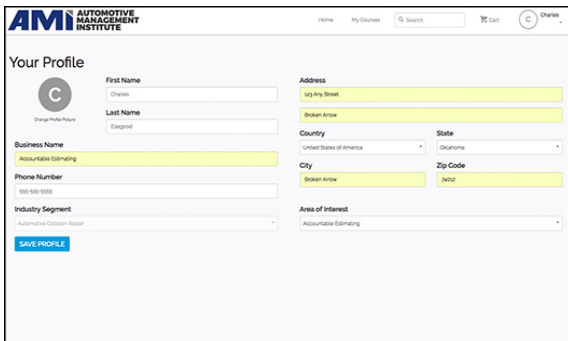 AMi AUTOMOTIVE
MANAGEMENT
INSTITUTE
Home My Courses Search Cart C Charles
Your Profile
C
Change Profile Picture
First Name
Charles
Last Name
Ellegood
Business Name
Accountable Estimating
Phone Number
555-555-5555
Industry Segment
Automotive Collision Repair
SAVE PROFILE
Address
123 Any Street
Broken Arrow
Country State
United States of America Oklahoma
City Zip Code
Broken Arrow 74012
Area of Interest
Accountable Estimating